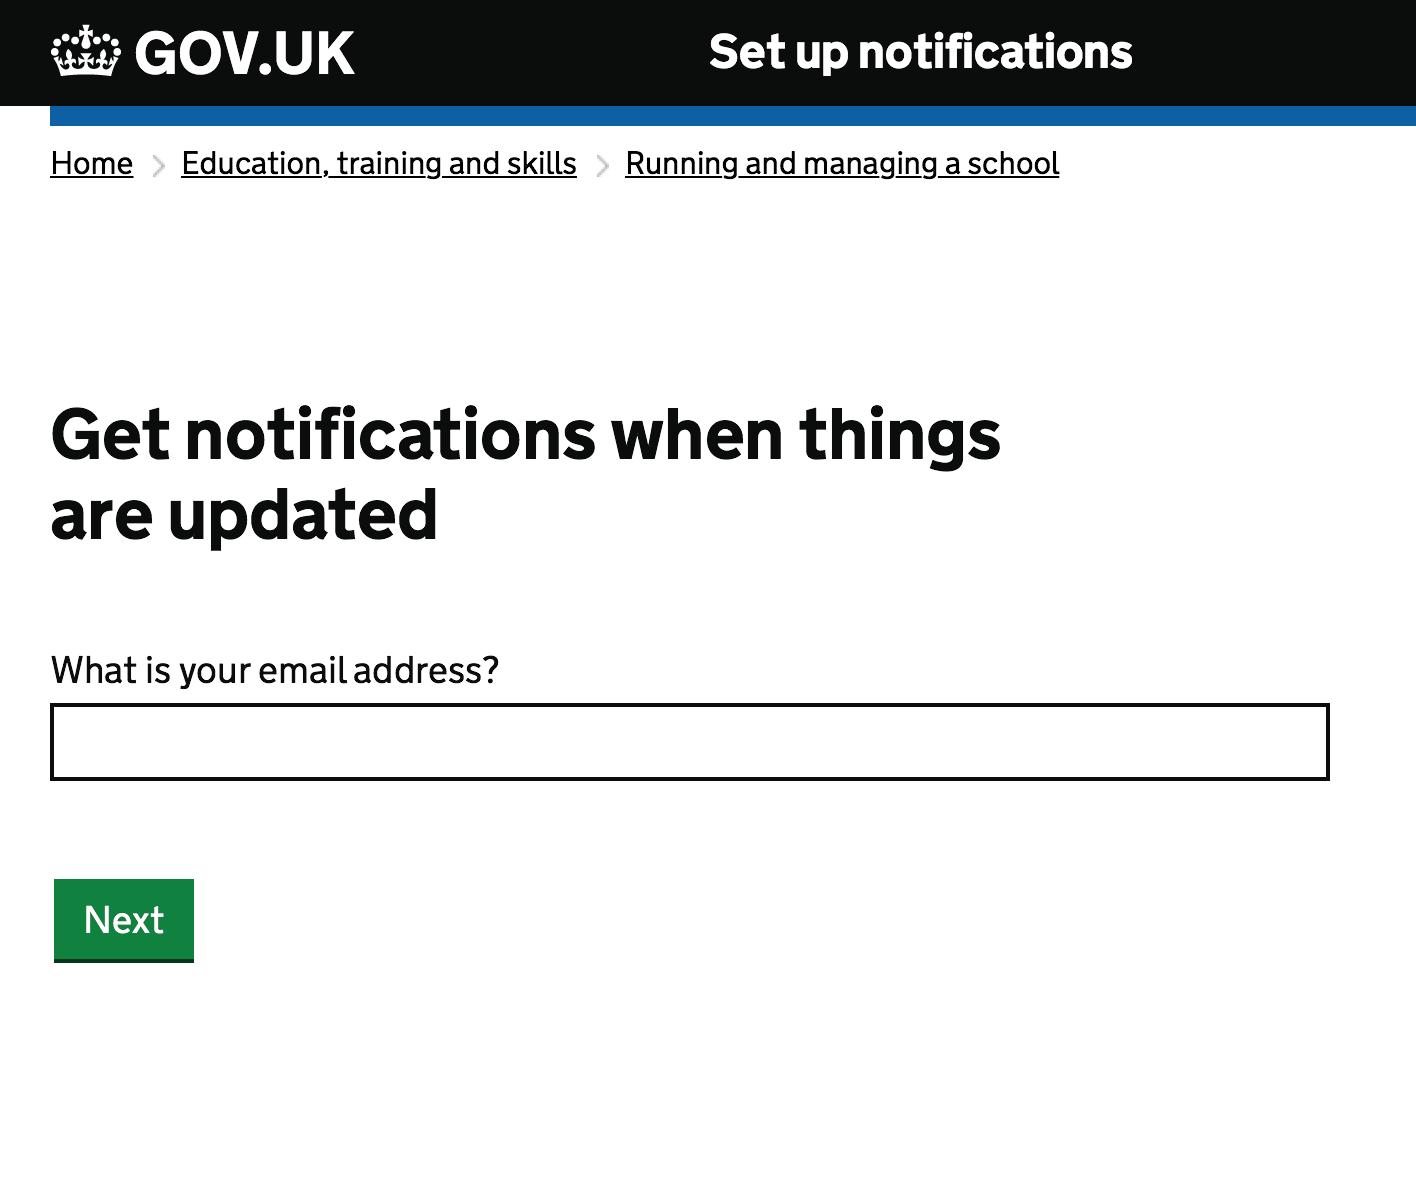 GOV.UK Set up notifications
Home Education, training and skills Running and managing a school
Get notifications when things
are updated
What is your email address?
Next